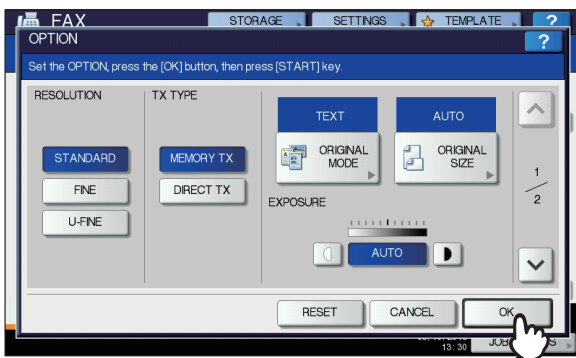 FAX
STORAGE
SETTINGS
TEMPLATE
?
OPTION
?
Set the OPTION, press the [OK] button, then press [START] key.
RESOLUTION
TX TYPE
TEXT
AUTO
STANDARD
MEMORY TX
ORIGINAL
MODE
ORIGINAL
SIZE
FINE
DIRECT TX
1
2
U-FINE
EXPOSURE
AUTO
RESET
CANCEL
OK
13:30